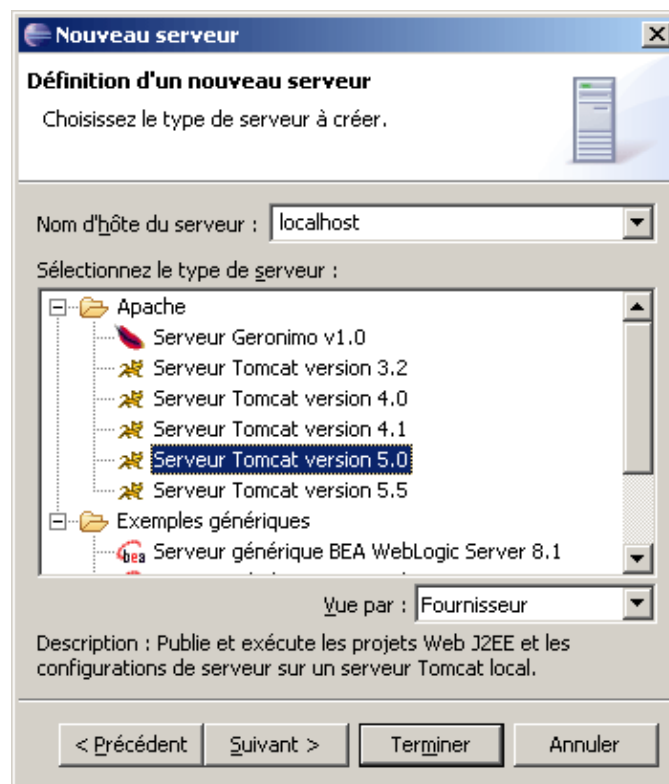 Nouveau serveur
Définition d'un nouveau serveur
Choisissez le type de serveur à créer.
Nom d'hôte du serveur : localhost
Sélectionnez le type de serveur :
Apache
Serveur Geronimo v1.0
Serveur Tomcat version 3.2
Serveur Tomcat version 4.0
Serveur Tomcat version 4.1
Serveur Tomcat version 5.0
Serveur Tomcat version 5.5
Exemples génériques
bea Serveur générique BEA WebLogic Server 8.1
Vue par : Fournisseur
Description : Publie et exécute les projets Web J2EE et les
configurations de serveur sur un serveur Tomcat local.
< Précédent Suivant > Terminer Annuler